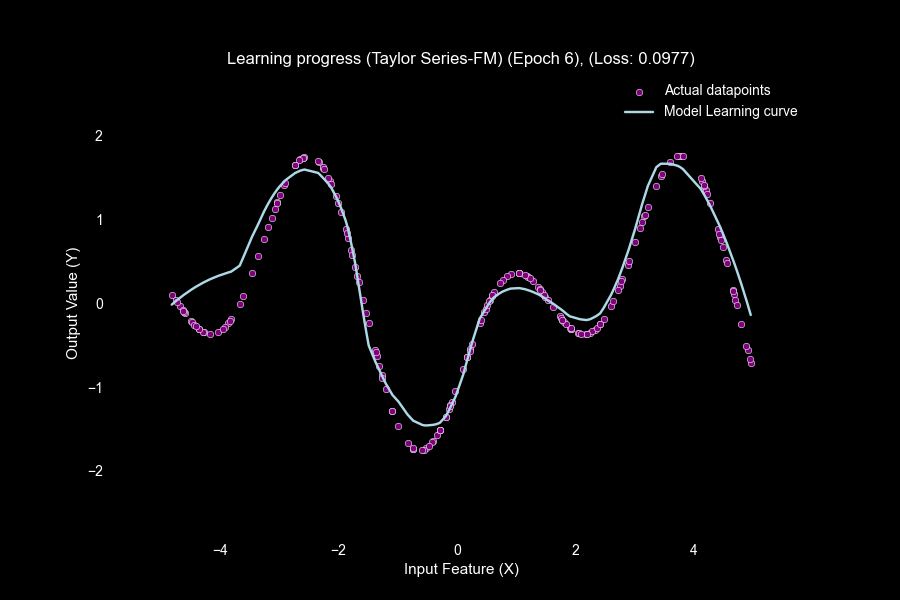 Learning progress (Taylor Series-FM) (Epoch 6), (Loss: 0.0977)
Actual datapoints
Model Learning curve
2
1
0
−1
−2
Output Value (Y)
−4 −2 0 2 4
Input Feature (X)